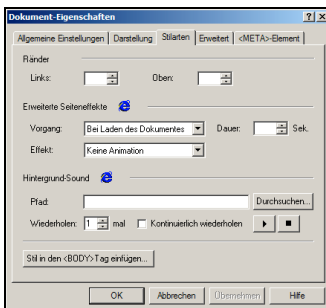 Dokument-Eigenschaften
Allgemeine Einstellungen Darstellung Stilarten Erweitert <META>-Element
Ränder
Links: Oben:
Erweiterte Seiteneffekte
Vorgang: Bei Laden des Dokumentes Dauer: Sek.
Effekt: Keine Animation
Hintergrund-Sound
Pfad: Durchsuchen...
Wiederholen: 1 mal Kontinuierlich wiederholen
Stil in den <BODY>Tag einfügen...
OK Abbrechen Übernehmen Hilfe